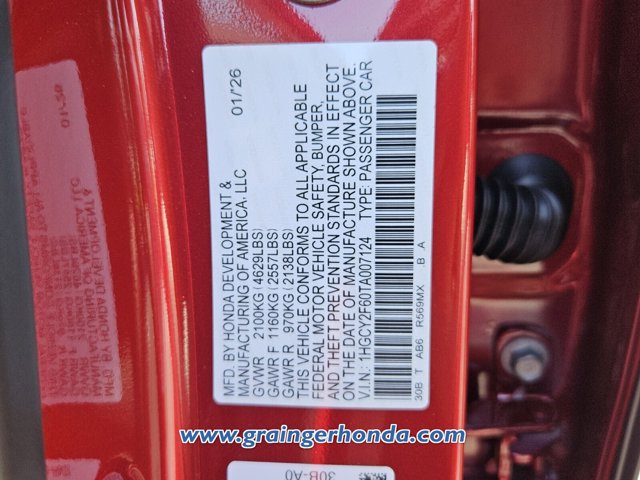 MFD. BY HONDA DEVELOPMENT &
MANUFACTURING OF AMERICA, LLC
01/'26
GVWR 2100KG(4629LBS)
GAWR F 1160KG(2557LBS)
GAWR R 970KG(2138LBS)
THIS VEHICLE CONFORMS TO ALL APPLICABLE
FEDERAL MOTOR VEHICLE SAFETY, BUMPER,
AND THEFT PREVENTION STANDARDS IN EFFECT
ON THE DATE OF MANUFACTURE SHOWN ABOVE.
V.I.N: 1HGCY2F60TA007124 TYPE: PASSENGER CAR
30B T AB6 R569MX .B .A
30B-A0
www.graingerhonda.com